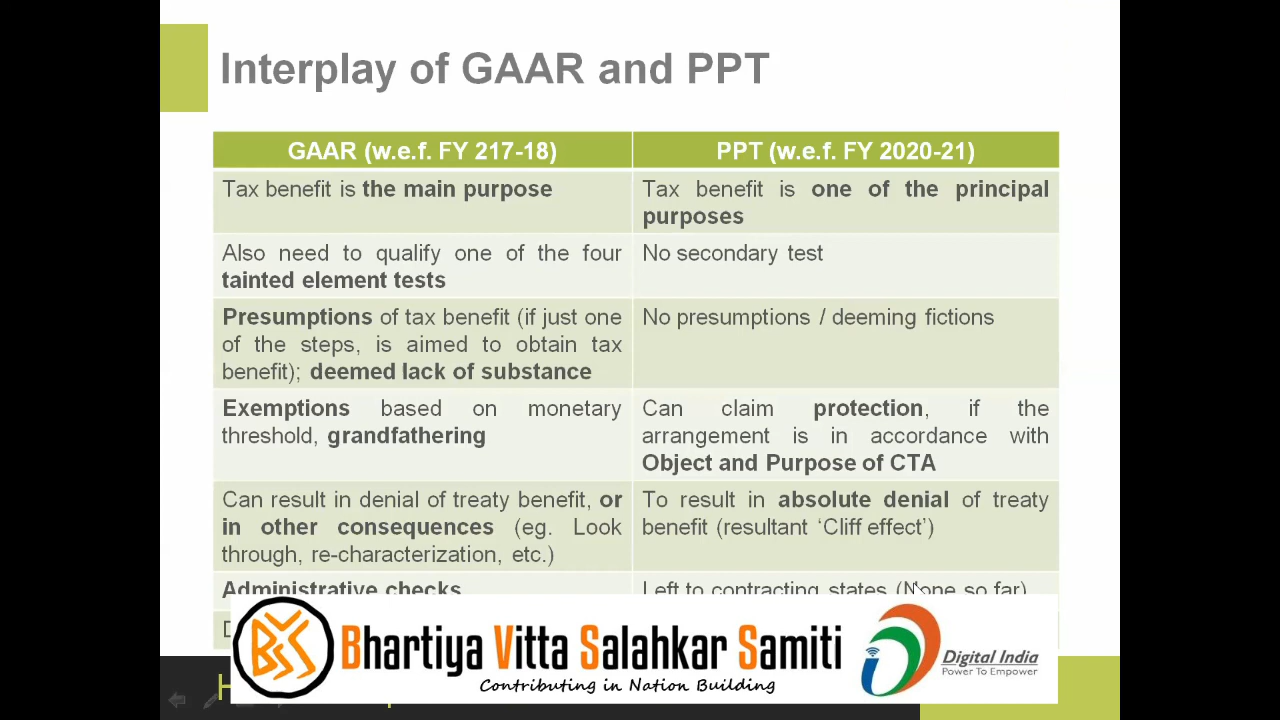 Interplay of GAAR and PPT
GAAR (w.e.f. FY 217-18)
PPT (w.e.f. FY 2020-21)
Tax benefit is the main purpose
Tax benefit is one of the principal
purposes
Also need to qualify one of the four
tainted element tests
No secondary test
Presumptions of tax benefit (if just one
of the steps, is aimed to obtain tax
benefit); deemed lack of substance
No presumptions / deeming fictions
Exemptions based on monetary
threshold, grandfathering
Can claim protection, if the
arrangement is in accordance with
Object and Purpose of CTA
Can result in denial of treaty benefit, or
in other consequences (eg. Look
through, re-characterization, etc.)
To result in absolute denial of treaty
benefit (resultant ‘Cliff effect’)
Administrative checks
Left to contracting states (None so far)
BVSS
Bhartiya Vitta Salahkar Samiti
Contributing in Nation Building
Digital India
Power To Empower